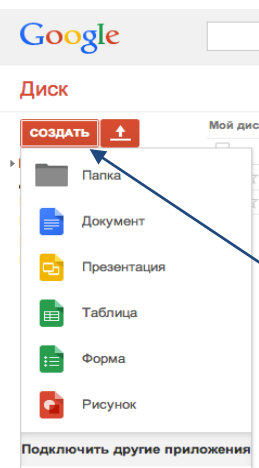 Google
Диск
СОЗДАТЬ
Мой дис
Папка
Документ
Презентация
Таблица
Форма
Рисунок
Подключить другие приложения